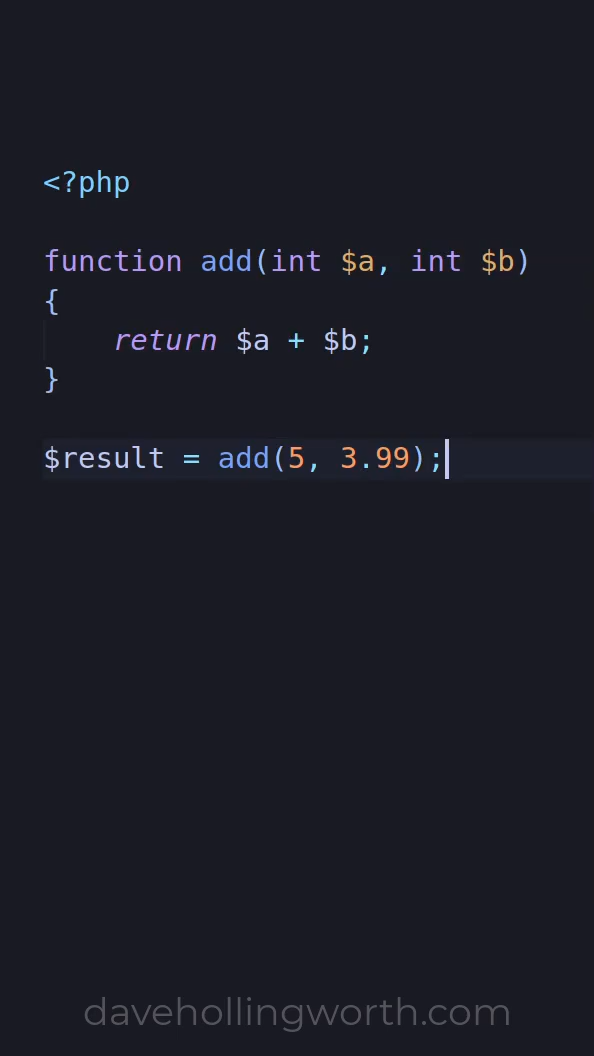 <?php
function add(int $a, int $b)
{
    return $a + $b;
}
$result = add(5, 3.99);
davehollingworth.com